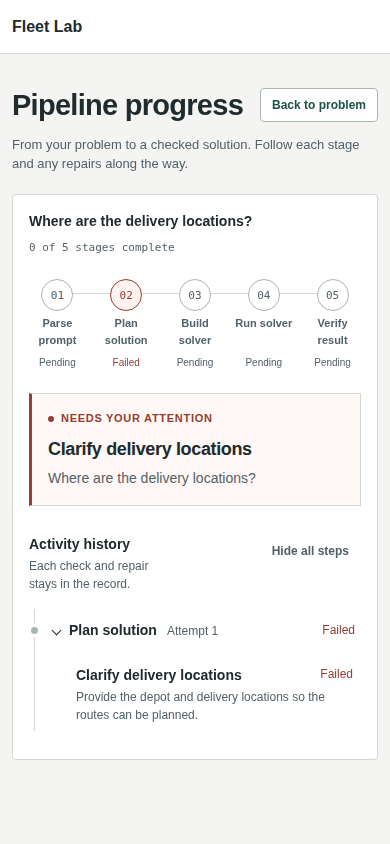 Fleet Lab
Pipeline progress
Back to problem
From your problem to a checked solution. Follow each stage
and any repairs along the way.
Where are the delivery locations?
0 of 5 stages complete
01 02 03 04 05
Parse Plan Build Run solver Verify
prompt solution solver result
Pending Failed Pending Pending Pending
NEEDS YOUR ATTENTION
Clarify delivery locations
Where are the delivery locations?
Activity history
Hide all steps
Each check and repair
stays in the record.
Plan solution Attempt 1 Failed
Clarify delivery locations Failed
Provide the depot and delivery locations so the
routes can be planned.